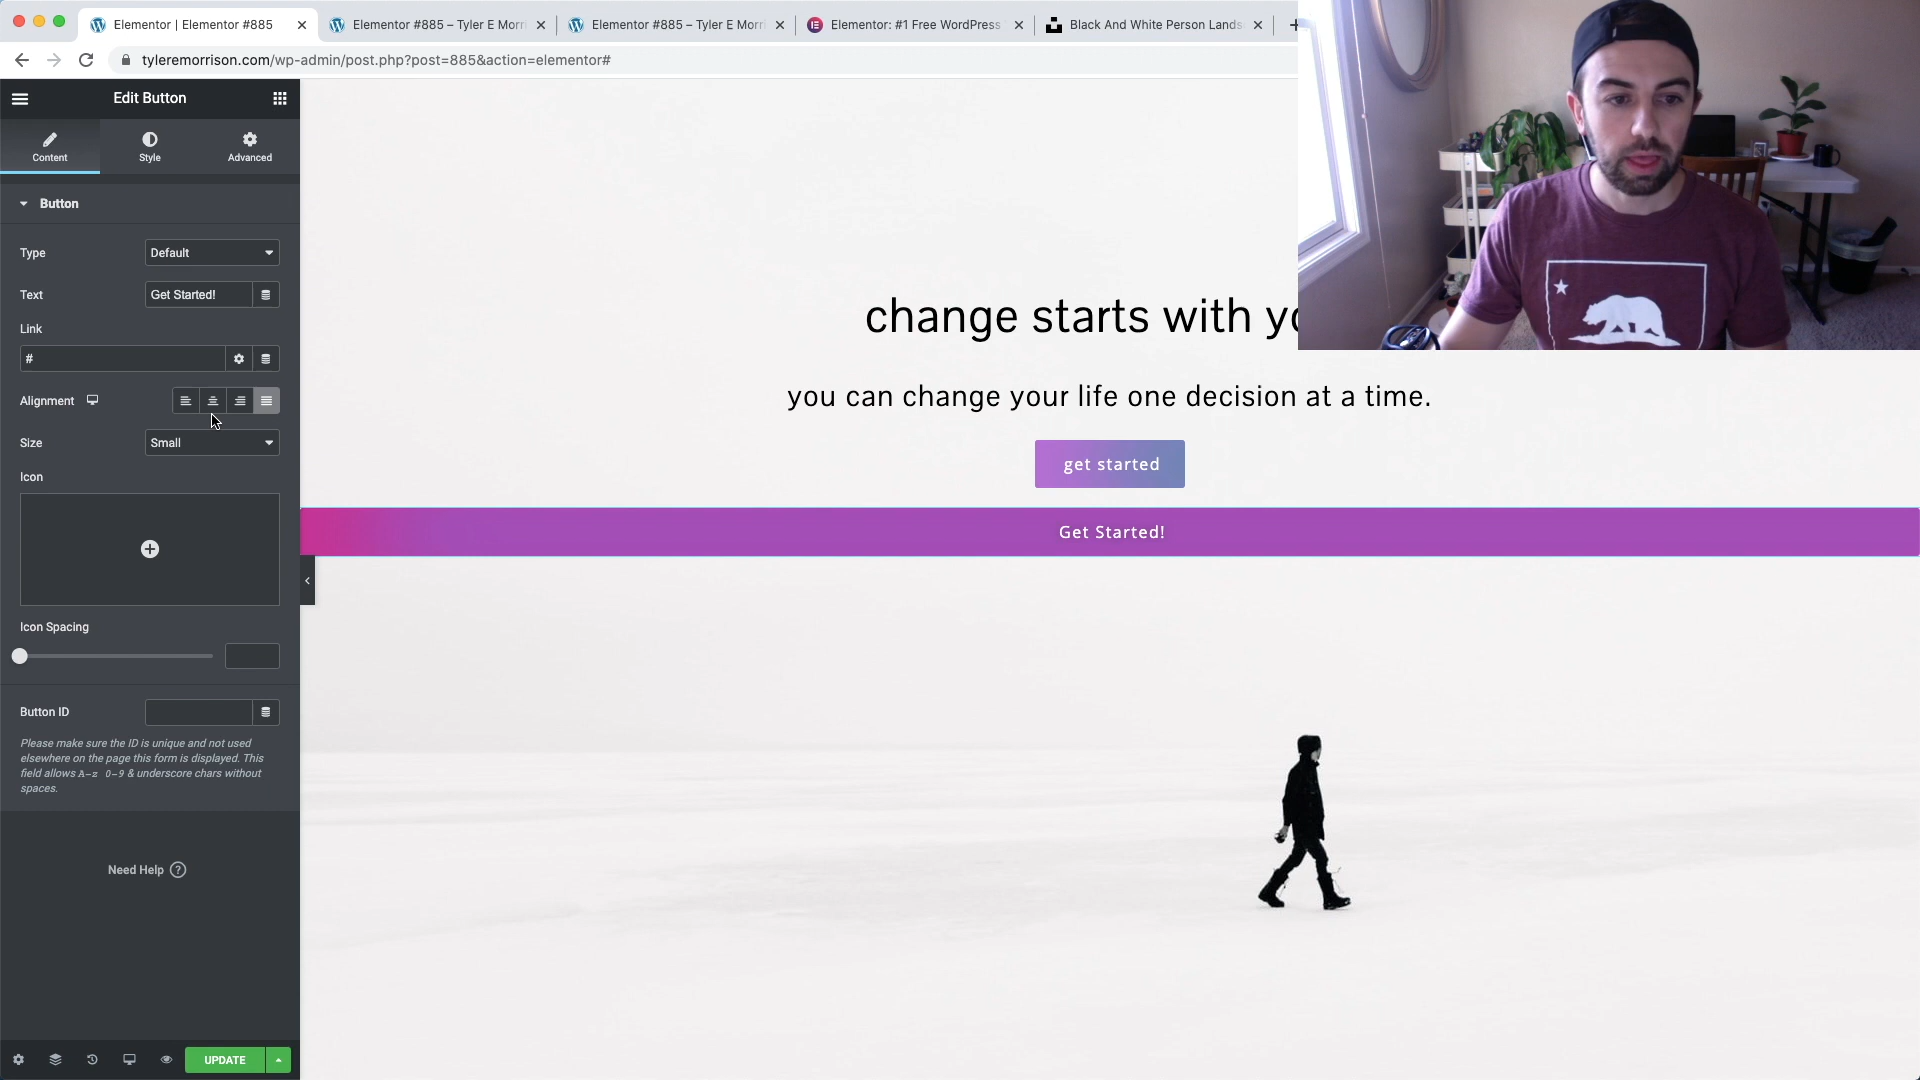 Elementor | Elementor #885
Elementor #885 – Tyler E Morri
Elementor #885 – Tyler E Morri
Elementor: #1 Free WordPress
Black And White Person Lands
tyleremorrison.com/wp-admin/post.php?post=885&action=elementor#
Edit Button
Content
Style
Advanced
Button
Type
Default
Text
Get Started!
Link
#
Alignment
Size
Small
Icon
Icon Spacing
Button ID
Please make sure the ID is unique and not used
elsewhere on the page this form is displayed. This
field allows A-z 0-9 & underscore chars without
spaces.
Need Help
UPDATE
change starts with yo
you can change your life one decision at a time.
get started
Get Started!